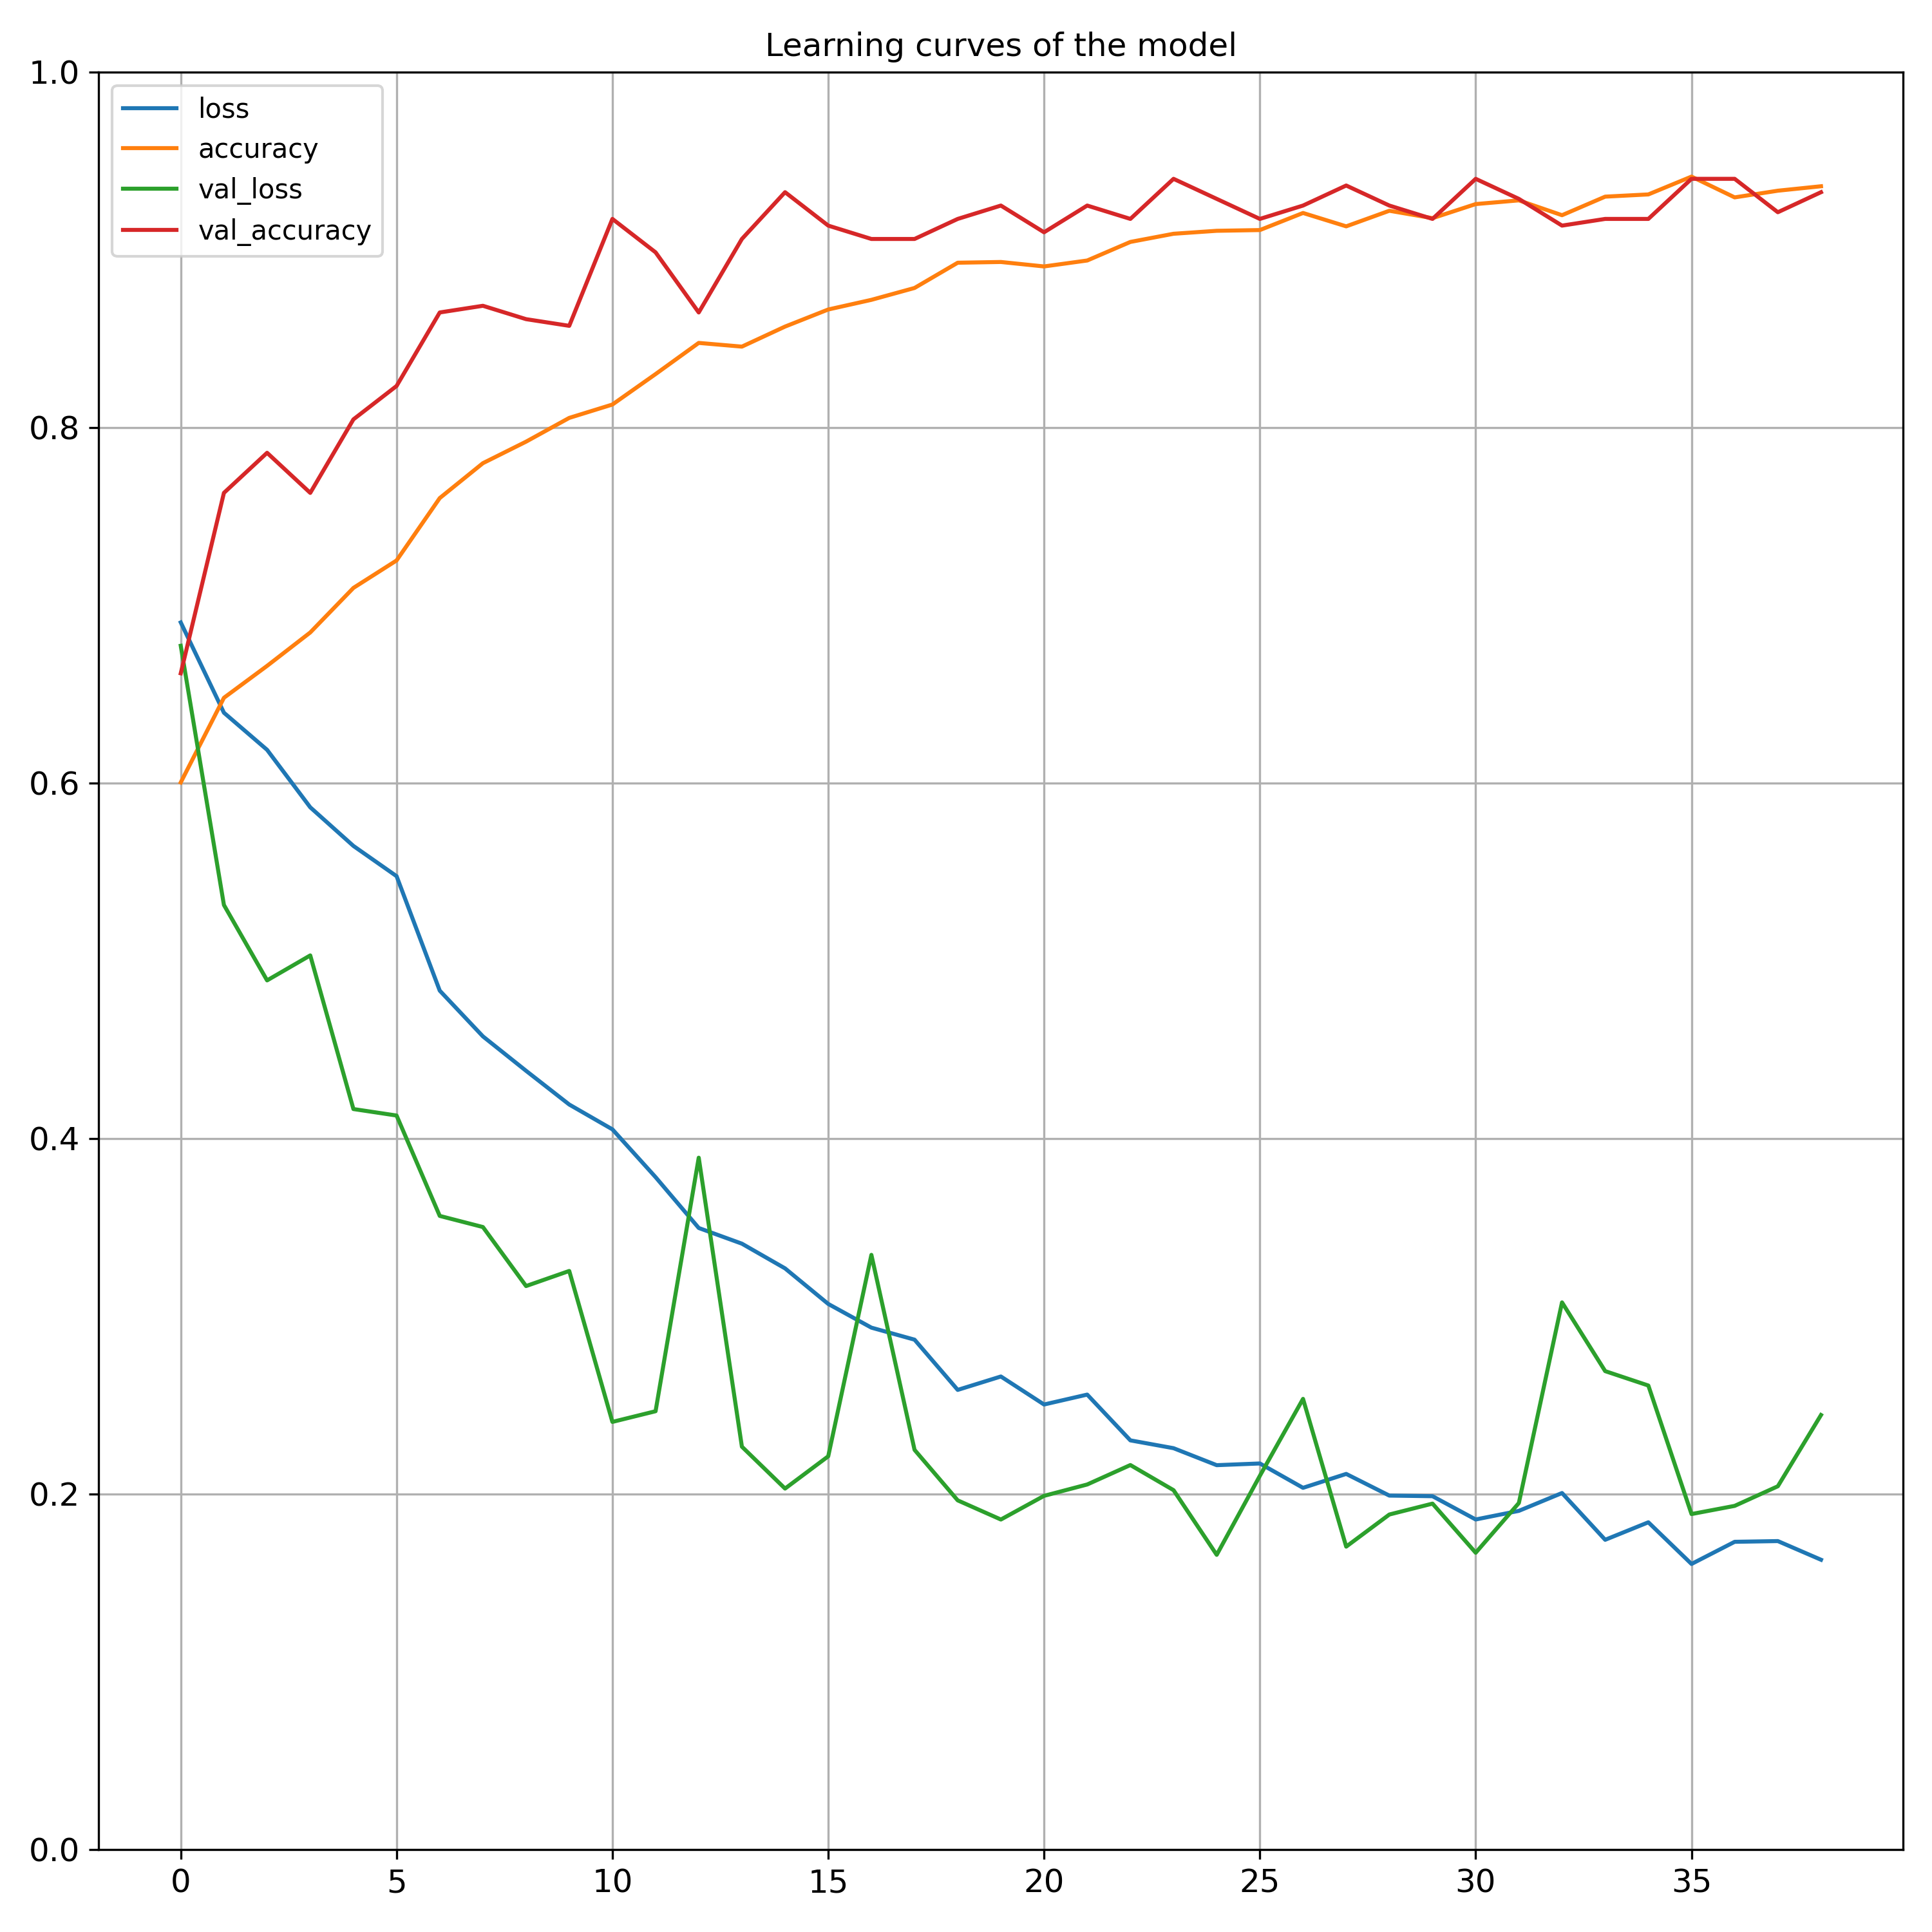 Learning curves of the model
1.0
loss
accuracy
val_loss
val_accuracy
0.8
0.6
0.4
0.2
0.0
0 5 10 15 20 25 30 35